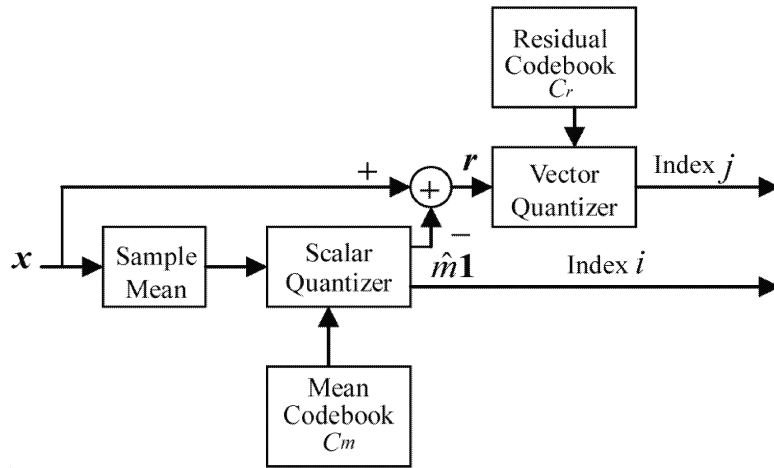 Residual
Codebook
Cr
+
r
+
Vector
Quantizer
Index j
−
x
Sample
Mean
Scalar
Quantizer
m̂1
Index i
Mean
Codebook
Cm